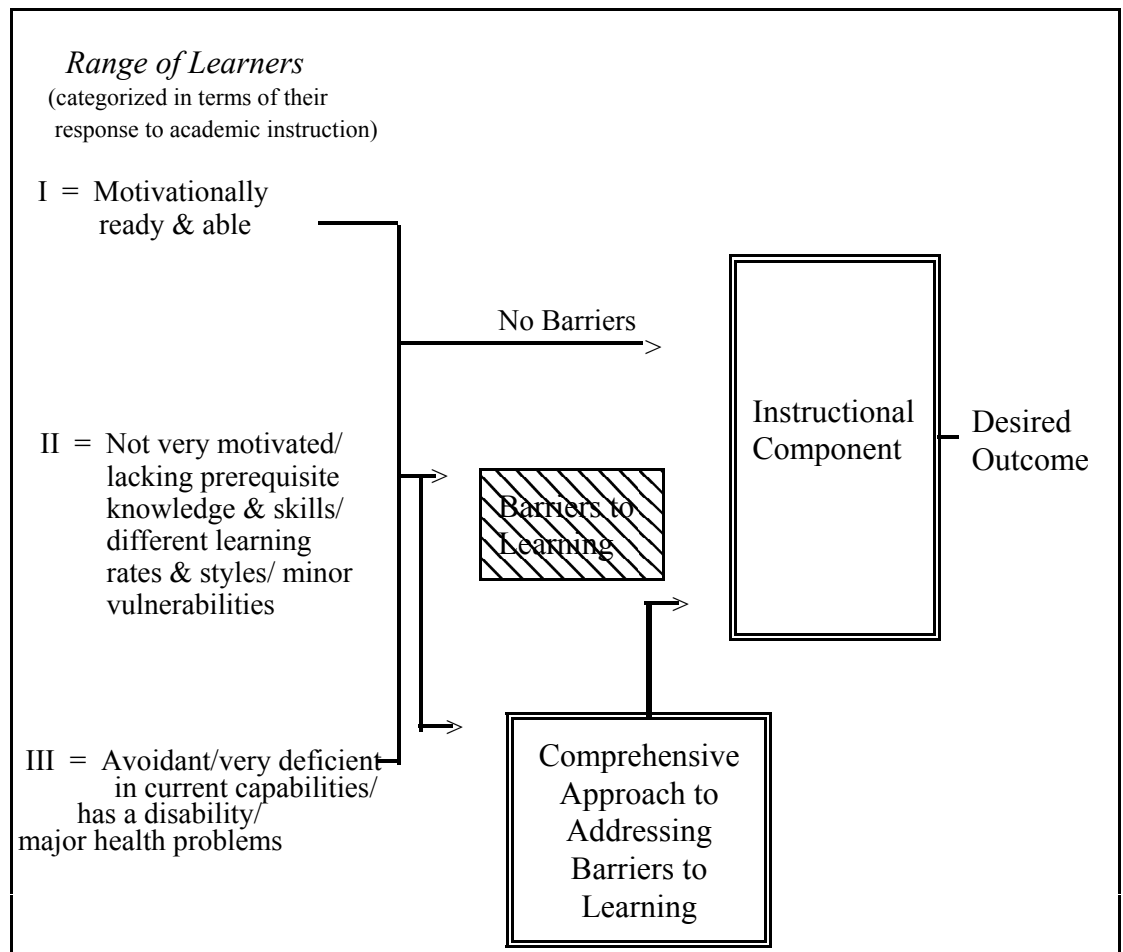 Range of Learners
(categorized in terms of their
response to academic instruction)
I = Motivationally
ready & able
No Barriers
Instructional
Component
Desired
Outcome
II = Not very motivated/
lacking prerequisite
knowledge & skills/
different learning
rates & styles/ minor
vulnerabilities
Barriers to
Learning
III = Avoidant/very deficient
in current capabilities/
has a disability/
major health problems
Comprehensive
Approach to
Addressing
Barriers to
Learning